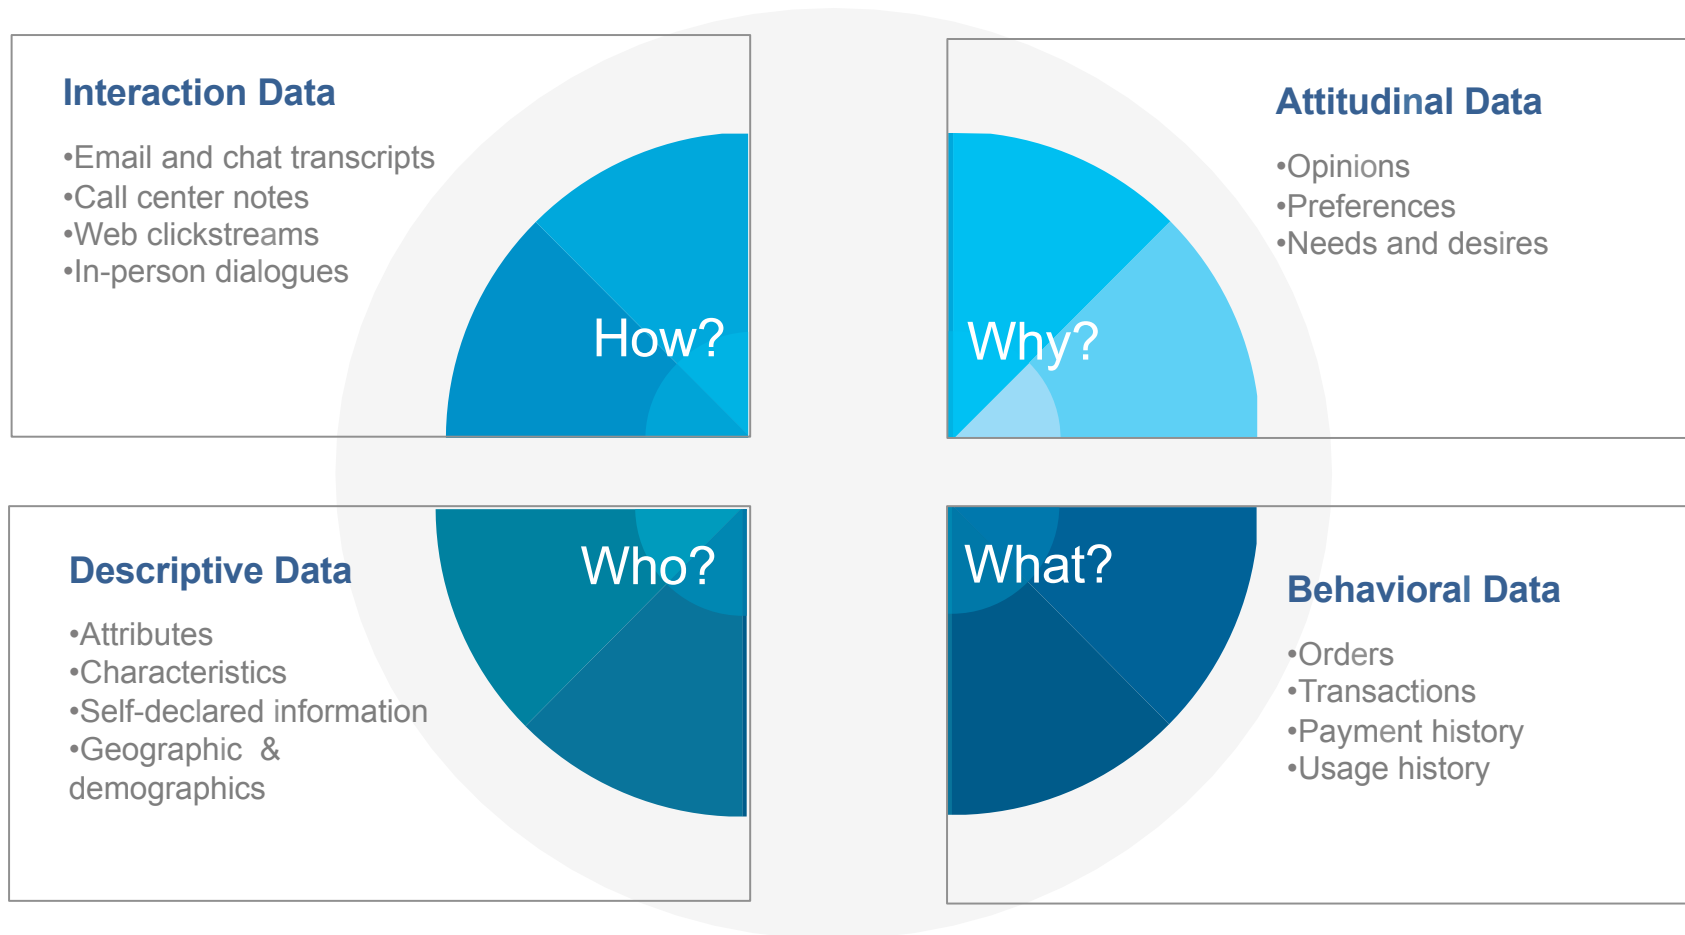 Interaction Data
•Email and chat transcripts
•Call center notes
•Web clickstreams
•In-person dialogues
How?
Attitudinal Data
•Opinions
•Preferences
•Needs and desires
Why?
Descriptive Data
•Attributes
•Characteristics
•Self-declared information
•Geographic &
demographics
Who?
What?
Behavioral Data
•Orders
•Transactions
•Payment history
•Usage history